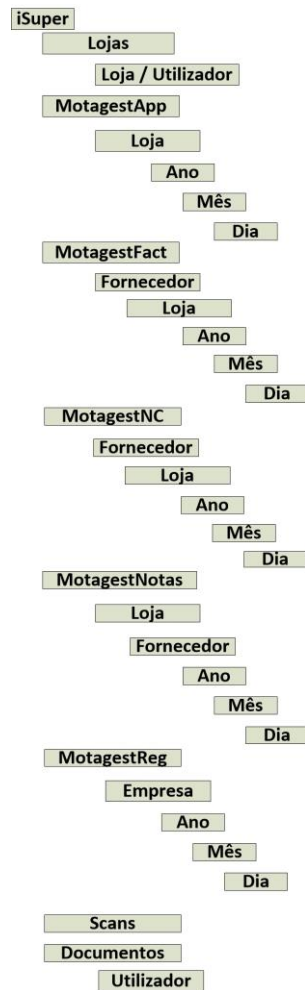 iSuper
Lojas
Loja / Utilizador
MotagestApp
Loja
Ano
Mês
Dia
MotagestFact
Fornecedor
Loja
Ano
Mês
Dia
MotagestNC
Fornecedor
Loja
Ano
Mês
Dia
MotagestNotas
Loja
Fornecedor
Ano
Mês
Dia
MotagestReg
Empresa
Ano
Mês
Dia
Scans
Documentos
Utilizador